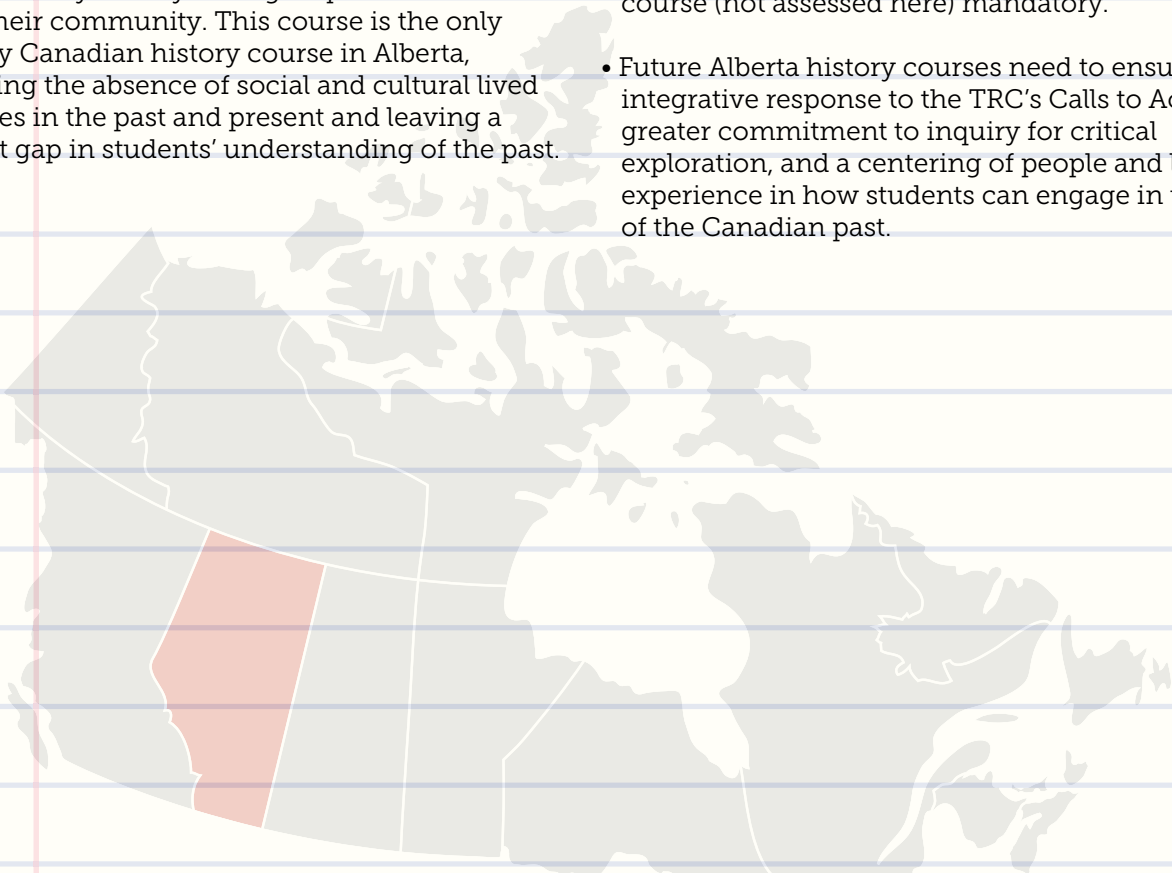 their community. This course is the only
y Canadian history course in Alberta,
ing the absence of social and cultural lived
es in the past and present and leaving a
t gap in students’ understanding of the past.
course (not assessed here) mandatory.
• Future Alberta history courses need to ensu
integrative response to the TRC’s Calls to Ac
greater commitment to inquiry for critical
exploration, and a centering of people and
experience in how students can engage in
of the Canadian past.